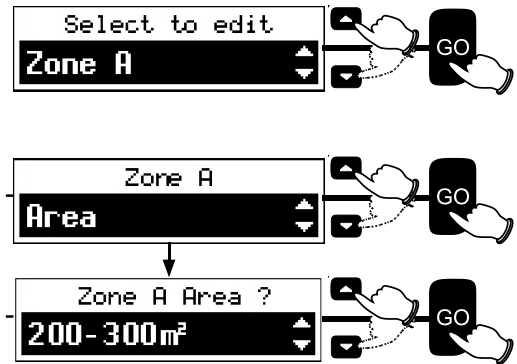 Select to edit
Zone A
GO
Zone A
Area
GO
Zone A Area ?
200-300m²
GO